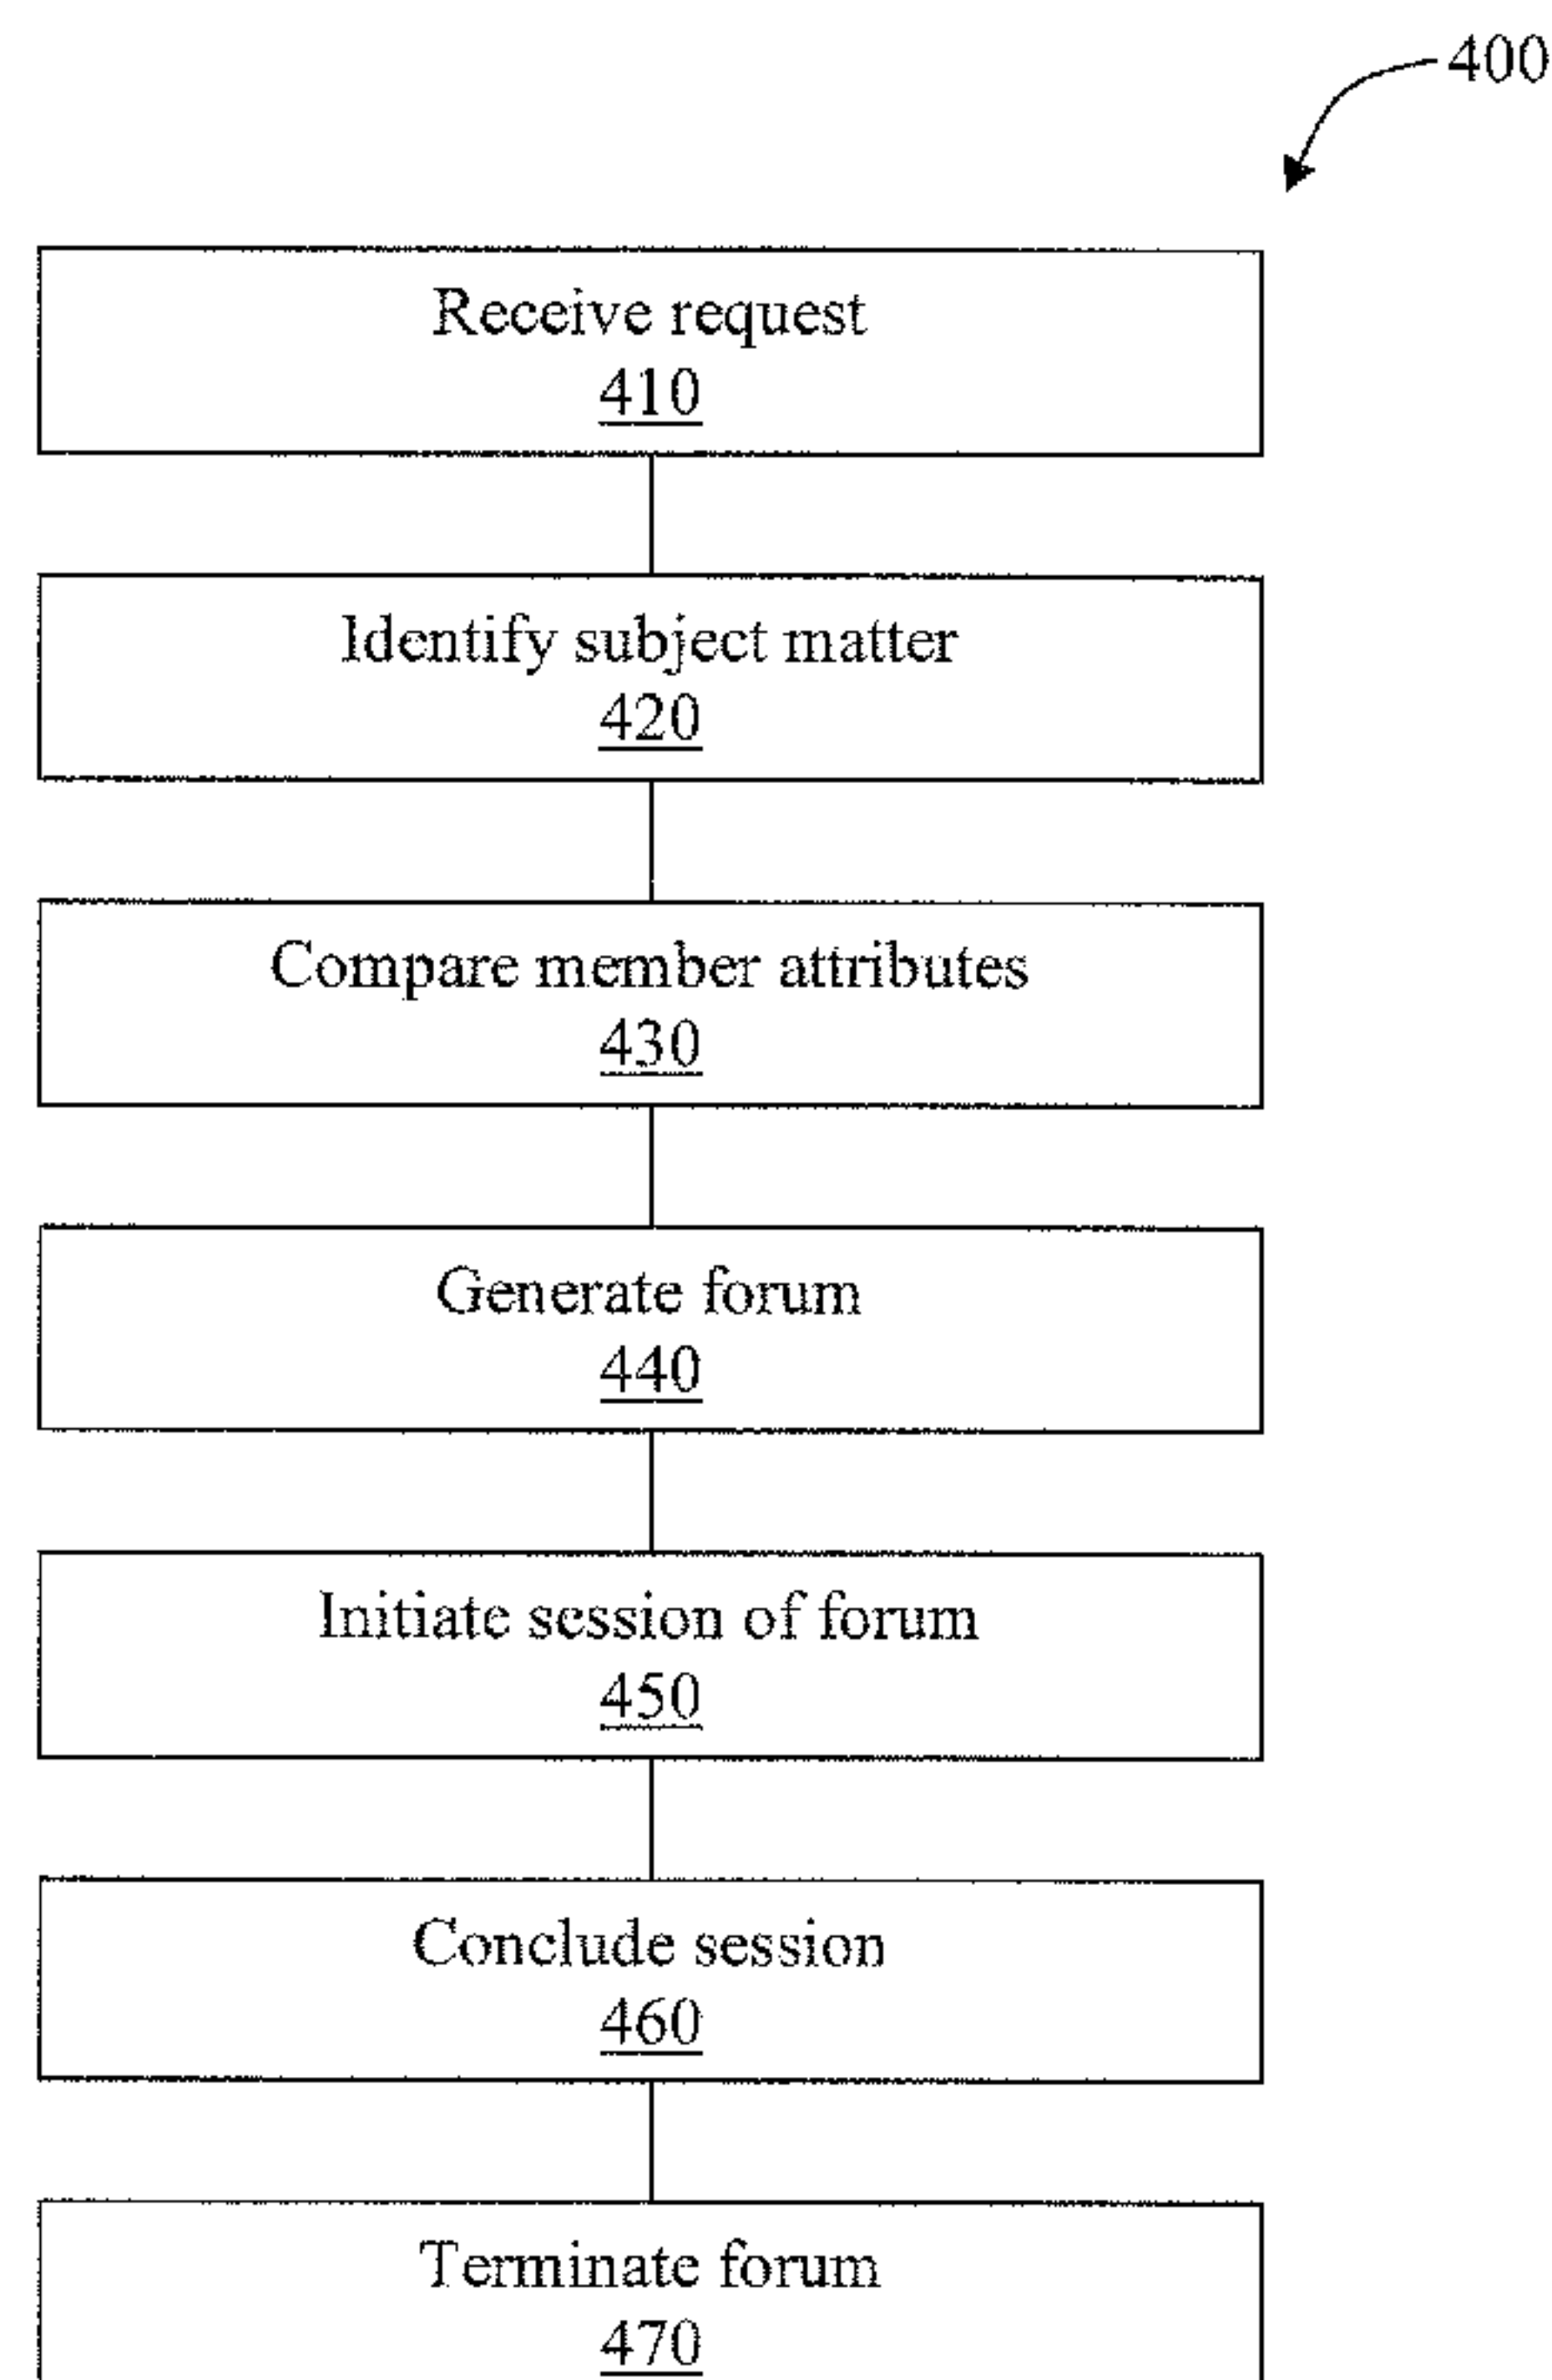 400
Receive request
410
Identify subject matter
420
Compare member attributes
430
Generate forum
440
Initiate session of forum
450
Conclude session
460
Terminate forum
470